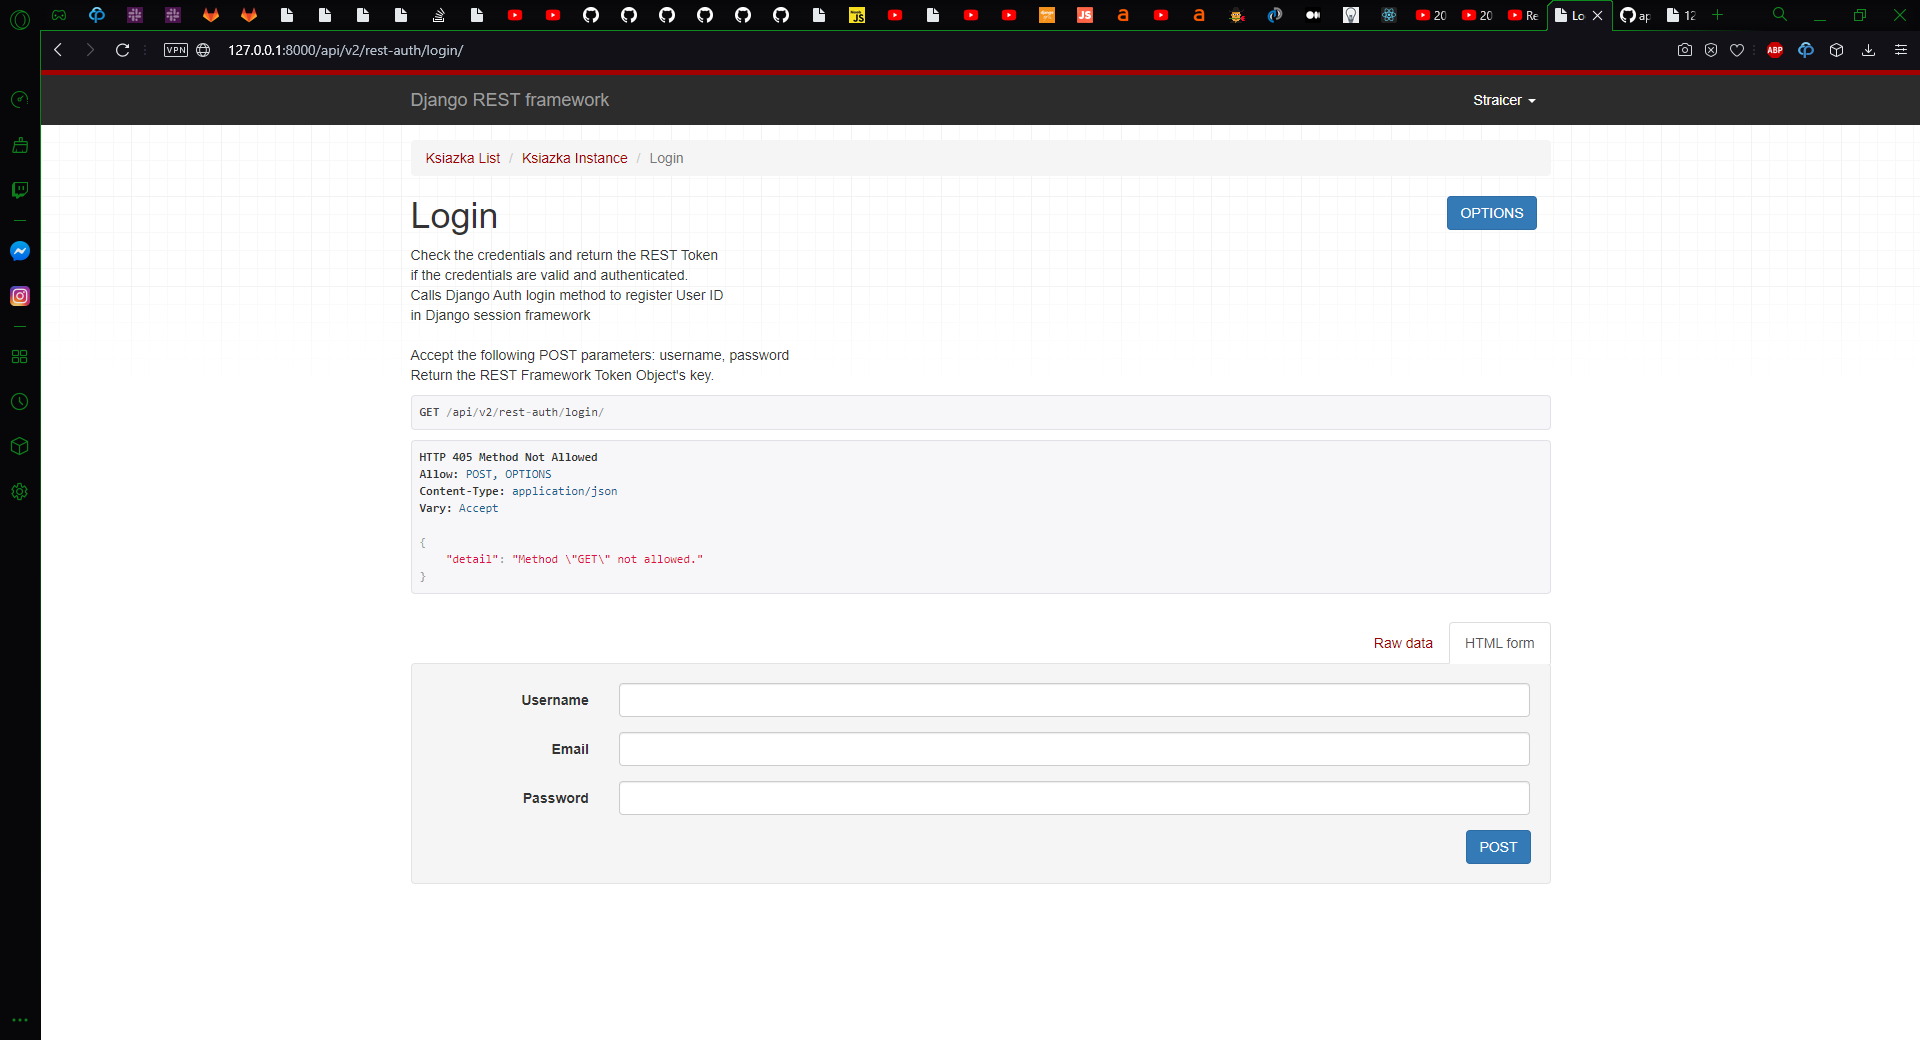 20
20
Re
Lo
ap
12
VPN
127.0.0.1:8000/api/v2/rest-auth/login/
ABP
Django REST framework
Straicer
Ksiazka List / Ksiazka Instance / Login
Login
OPTIONS
Check the credentials and return the REST Token
if the credentials are valid and authenticated.
Calls Django Auth login method to register User ID
in Django session framework
Accept the following POST parameters: username, password
Return the REST Framework Token Object's key.
GET /api/v2/rest-auth/login/
HTTP 405 Method Not Allowed
Allow: POST, OPTIONS
Content-Type: application/json
Vary: Accept
{
"detail": "Method \"GET\" not allowed."
}
Raw data
HTML form
Username
Email
Password
POST